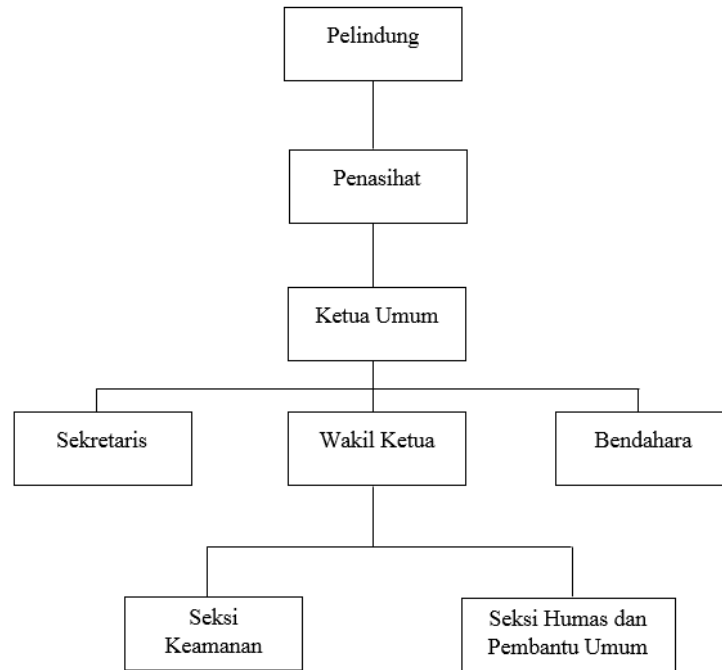 Pelindung
Penasihat
Ketua Umum
Sekretaris
Wakil Ketua
Bendahara
Seksi
Keamanan
Seksi Humas dan
Pembantu Umum